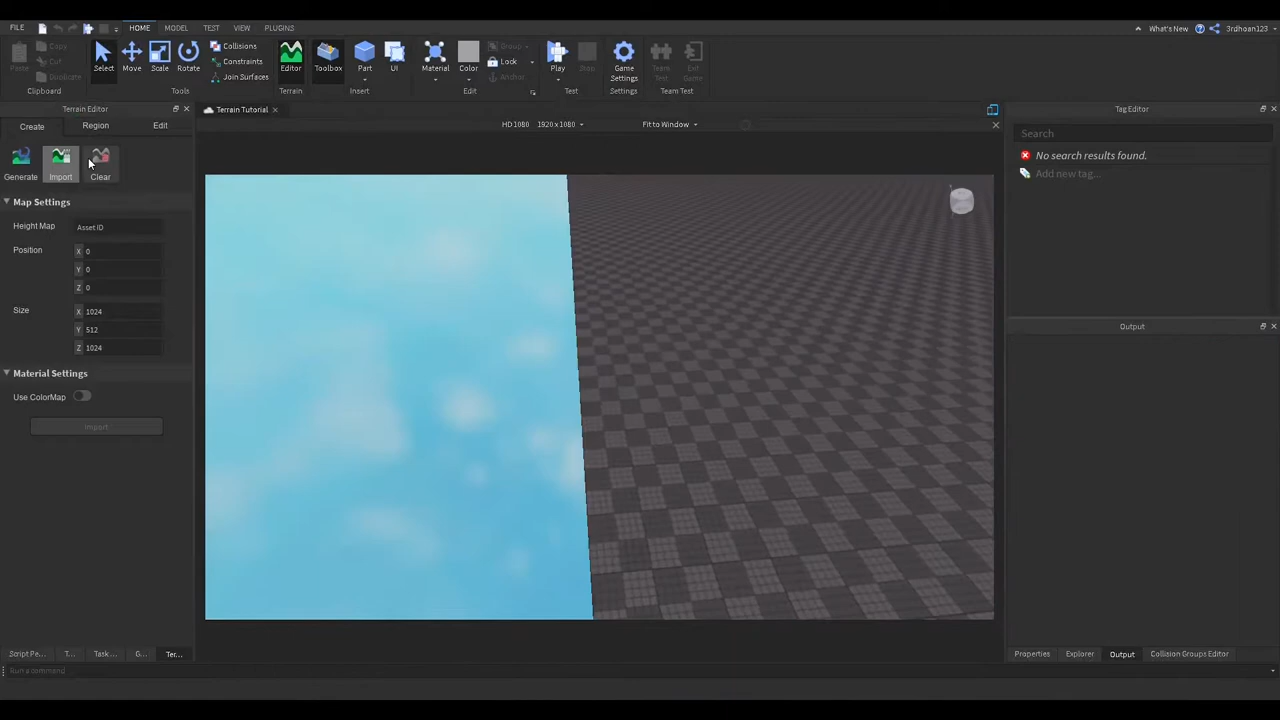 FILE HOME MODEL TEST VIEW PLUGINS What's New 3rdhoan123
Paste Copy Cut Duplicate Clipboard
Select Move Scale Rotate Collisions Constraints Join Surfaces Tools
Editor Terrain
Toolbox Part UI Insert
Material Color Group Lock Anchor Edit
Play Stop Test
Game Settings Settings
Team Test Exit Game Team Test
Terrain Editor
Create Region Edit
Generate Import Clear
Map Settings
Height Map Asset ID
Position X 0
Y 0
Z 0
Size X 1024
Y 512
Z 1024
Material Settings
Use ColorMap
Import
Terrain Tutorial
HD 1080 1920 x 1080 Fit to Window
Tag Editor
Search
No search results found.
Add new tag...
Output
Script Pe... T... Task... G... Ter...
Properties Explorer Output Collision Groups Editor
Run a command